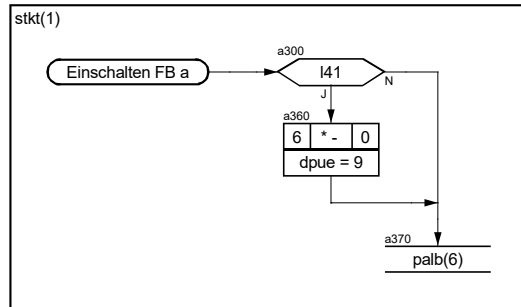 stkt(1)
a300
Einschalten FB a
I41
J
N
a360
6 * - 0
dpue = 9
a370
palb(6)